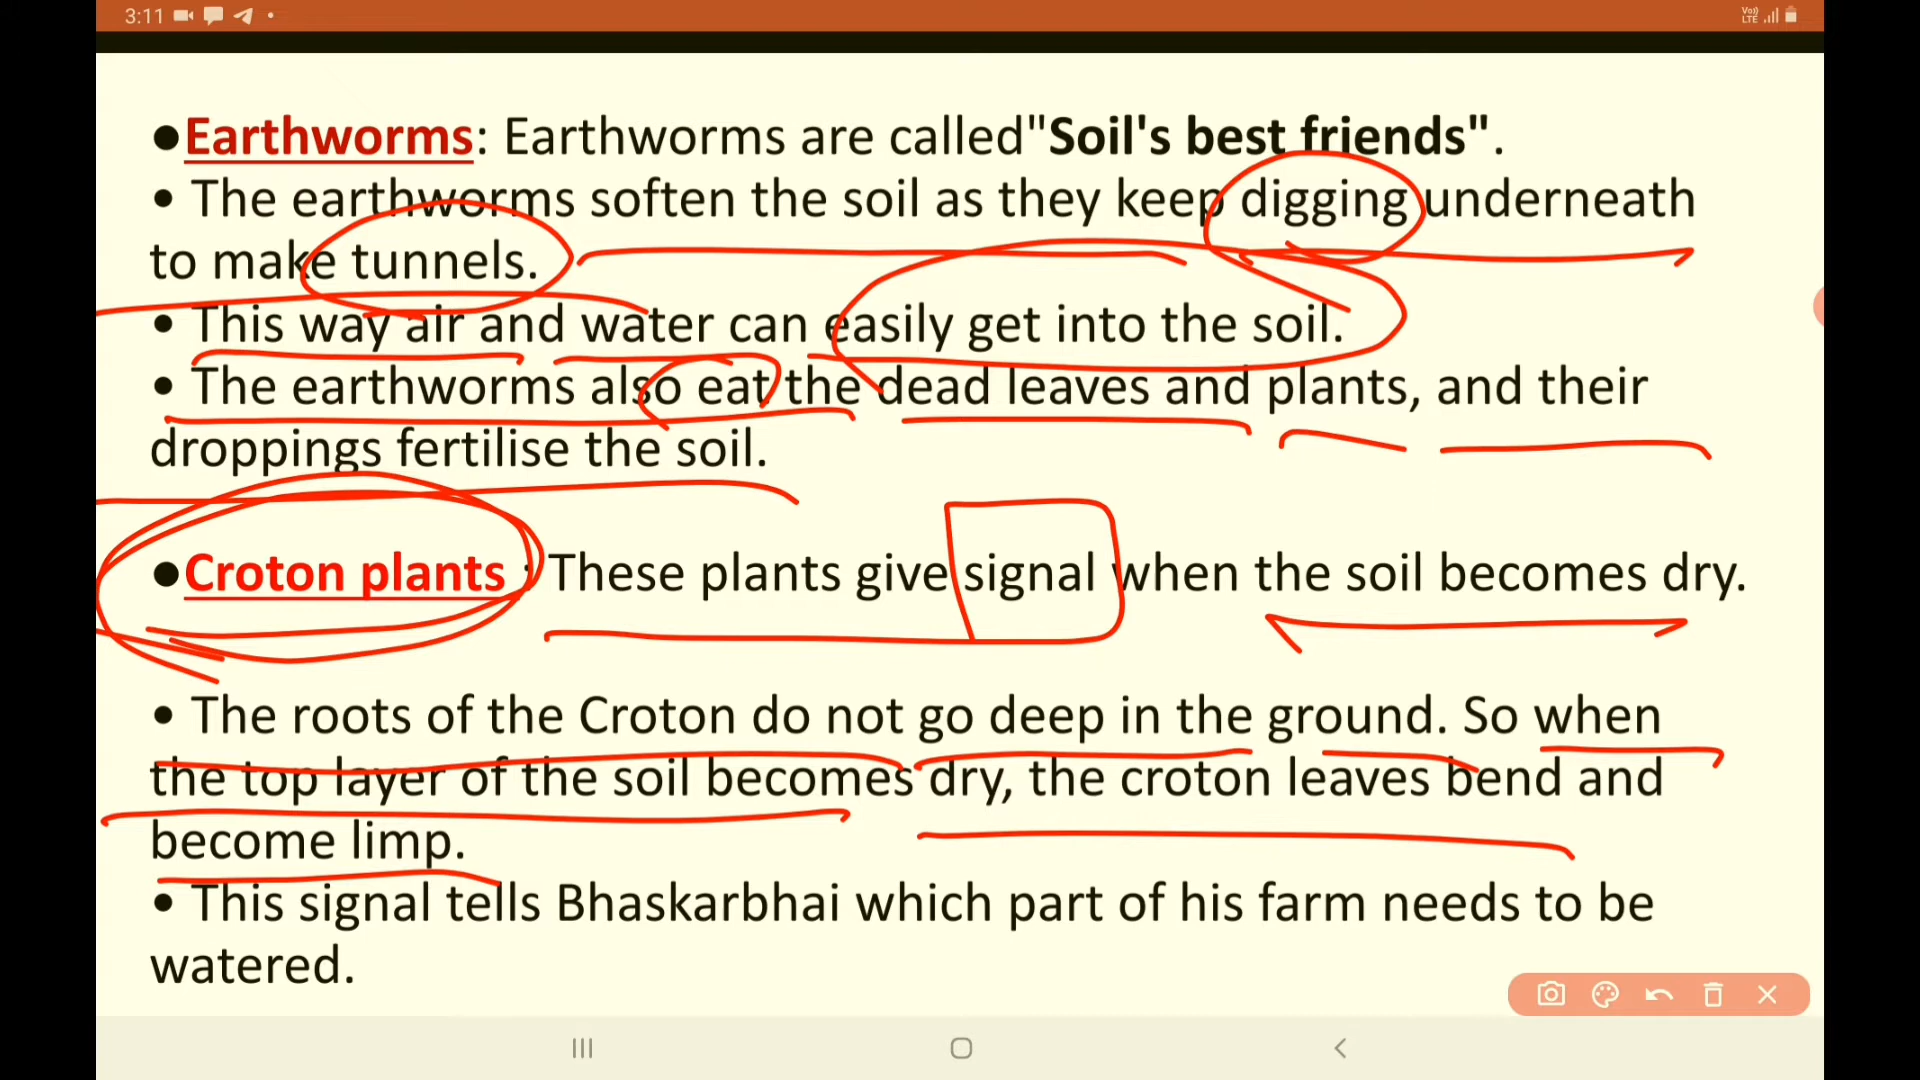 3:11
Vo)) LTE
●Earthworms: Earthworms are called"Soil's best friends".
• The earthworms soften the soil as they keep digging underneath
to make tunnels.
• This way air and water can easily get into the soil.
• The earthworms also eat the dead leaves and plants, and their
droppings fertilise the soil.
●Croton plants : These plants give signal when the soil becomes dry.
• The roots of the Croton do not go deep in the ground. So when
the top layer of the soil becomes dry, the croton leaves bend and
become limp.
• This signal tells Bhaskarbhai which part of his farm needs to be
watered.